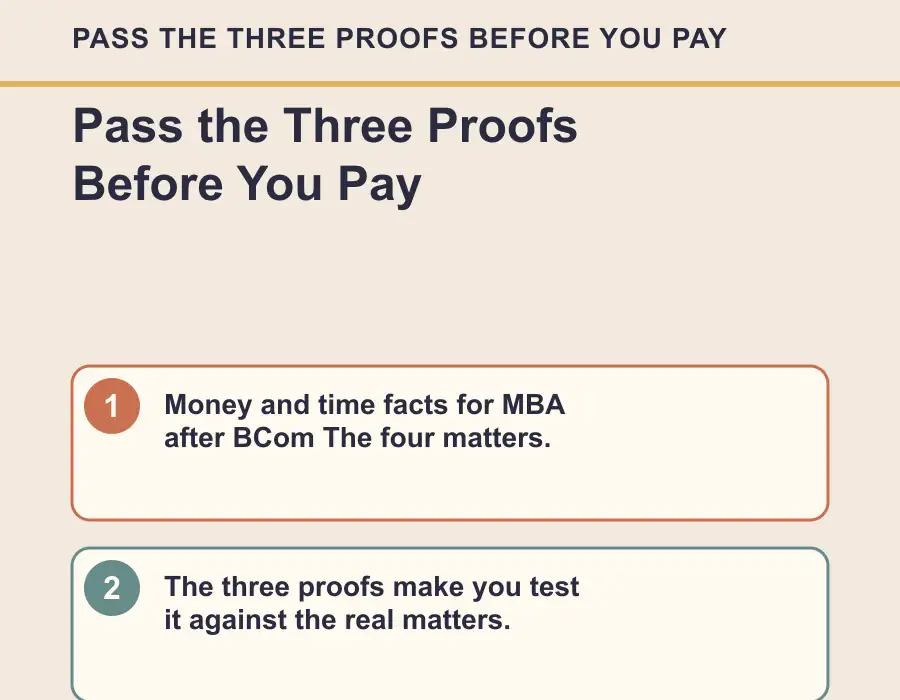 PASS THE THREE PROOFS BEFORE YOU PAY
Pass the Three Proofs
Before You Pay
1
Money and time facts for MBA
after BCom The four matters.
2
The three proofs make you test
it against the real matters.